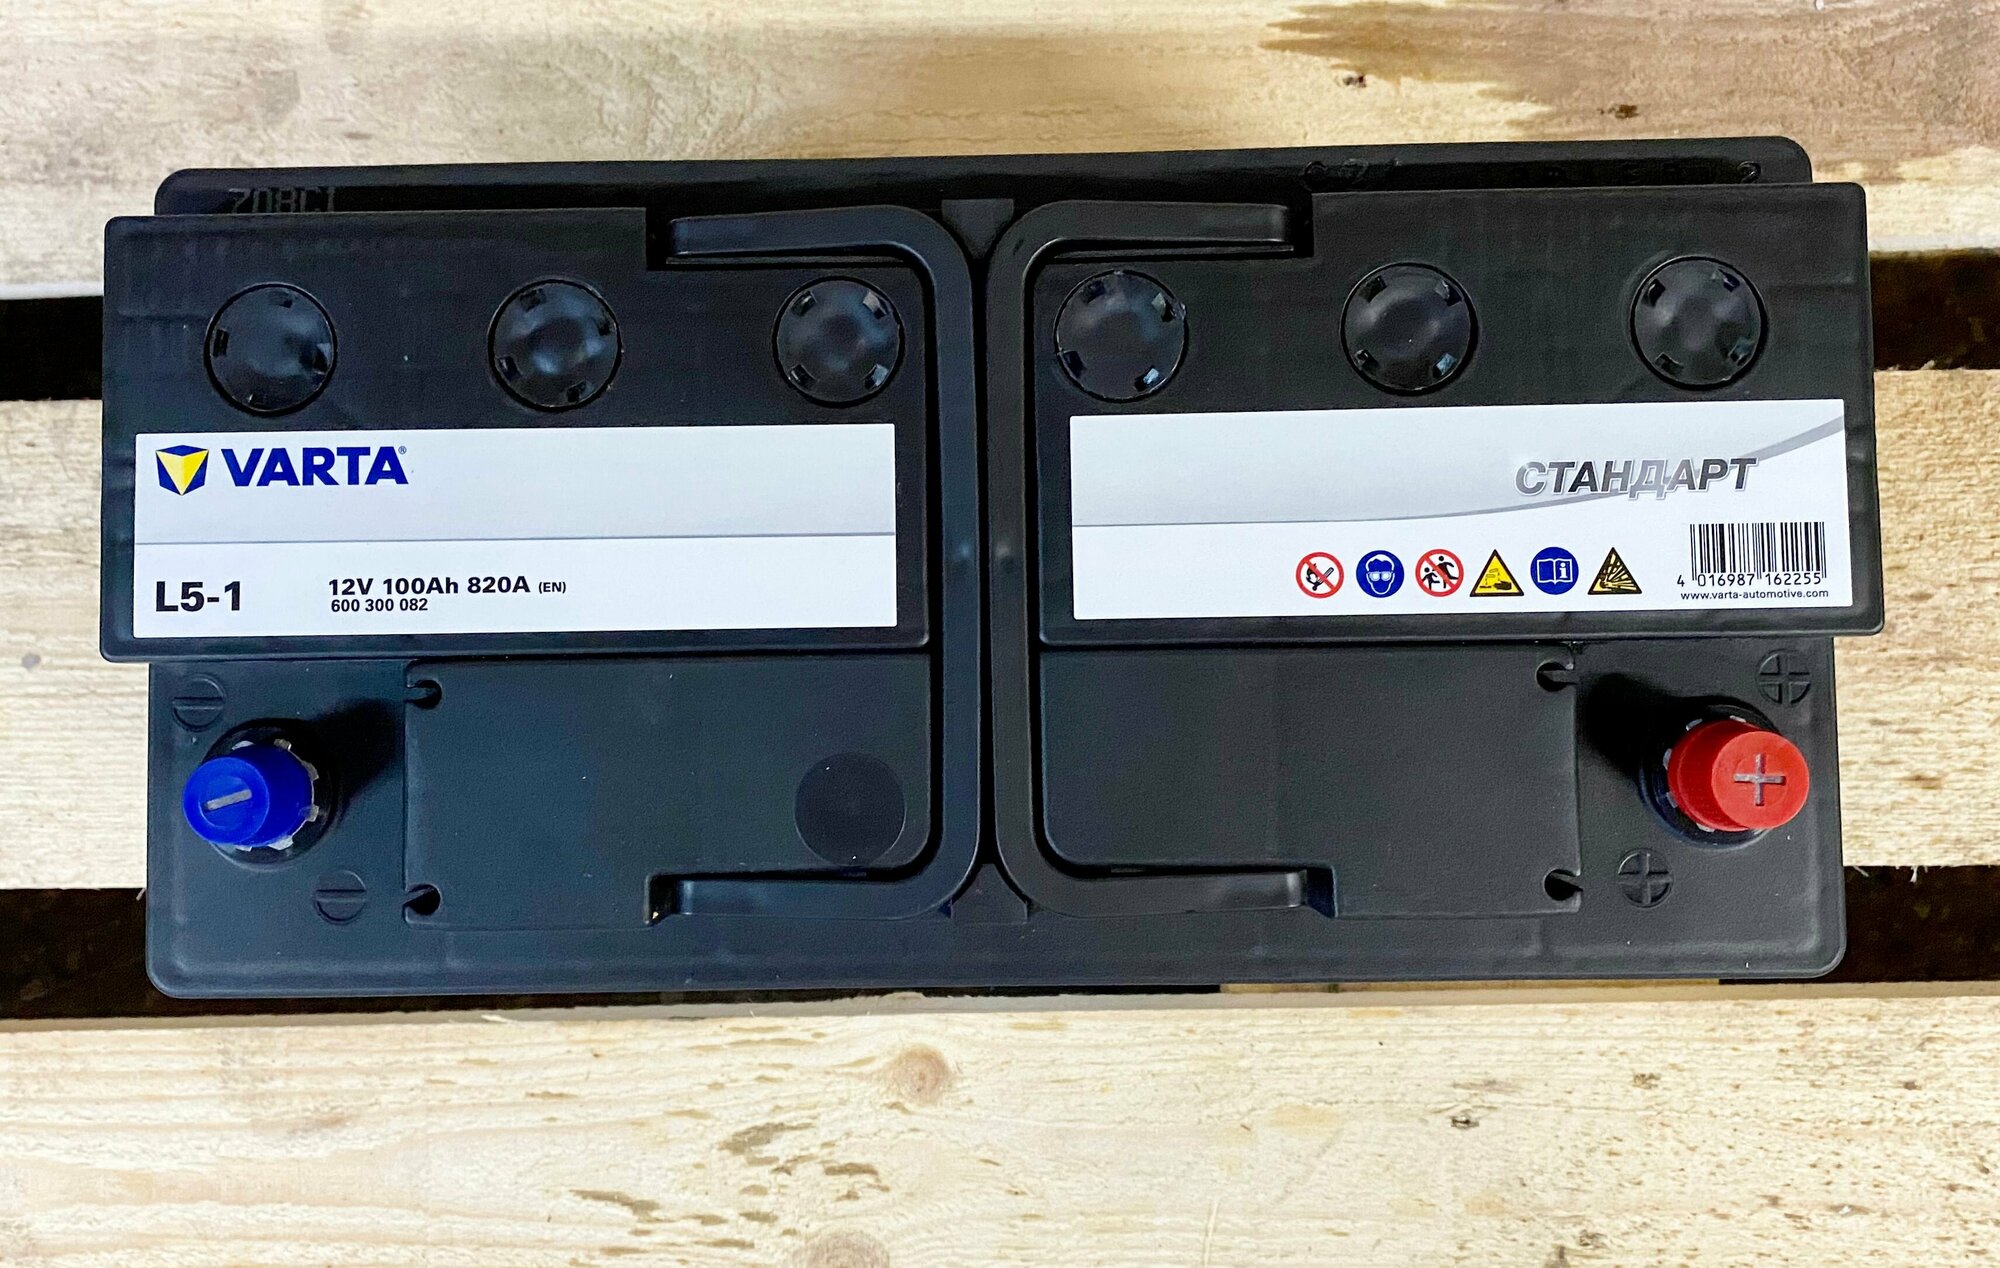 VARTA®
L5-1
12V 100Ah 820A (EN)
600 300 082
СТАНДАРТ
4 016987 162255
www.varta-automotive.com